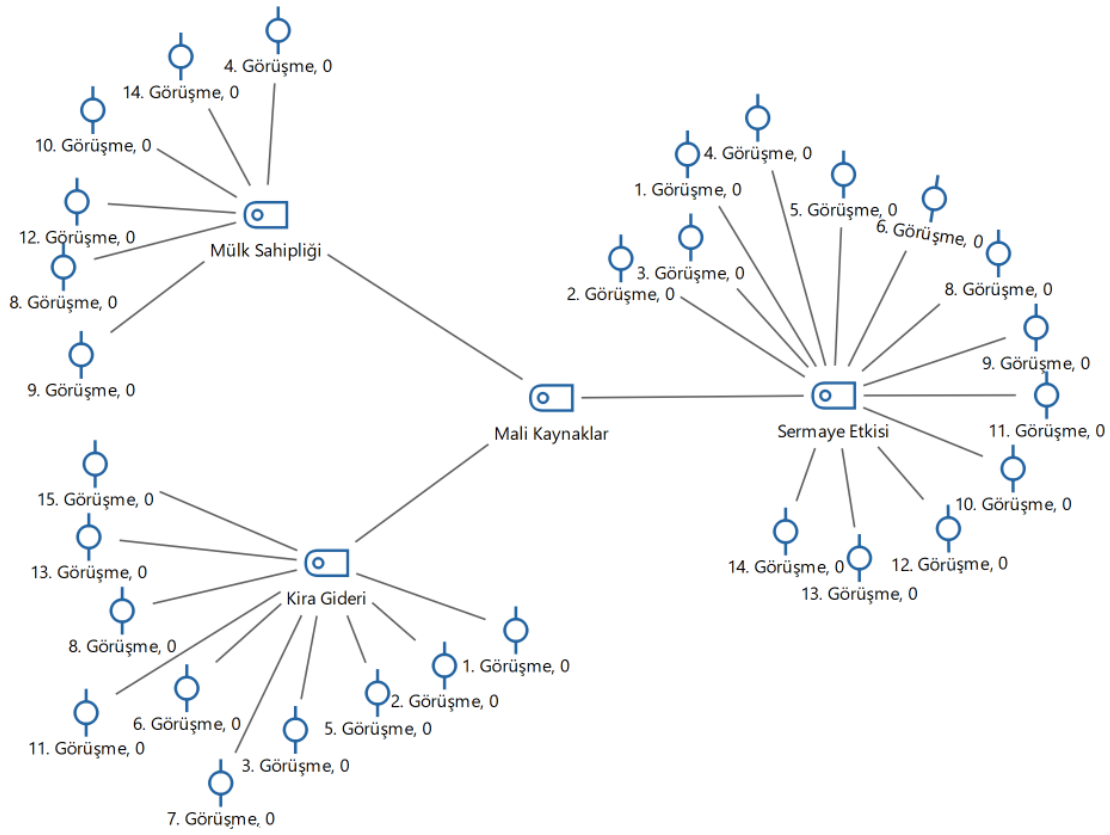 4. Görüşme, 0
14. Görüşme, 0
10. Görüşme, 0
12. Görüşme, 0
8. Görüşme, 0
9. Görüşme, 0
Mülk Sahipliği
Mali Kaynaklar
4. Görüşme, 0
1. Görüşme, 0
5. Görüşme, 0
6. Görüşme, 0
3. Görüşme, 0
2. Görüşme, 0
8. Görüşme, 0
9. Görüşme, 0
11. Görüşme, 0
Sermaye Etkisi
10. Görüşme, 0
12. Görüşme, 0
14. Görüşme, 0
13. Görüşme, 0
15. Görüşme, 0
13. Görüşme, 0
Kira Gideri
8. Görüşme, 0
1. Görüşme, 0
2. Görüşme, 0
6. Görüşme, 0
5. Görüşme, 0
11. Görüşme, 0
3. Görüşme, 0
7. Görüşme, 0